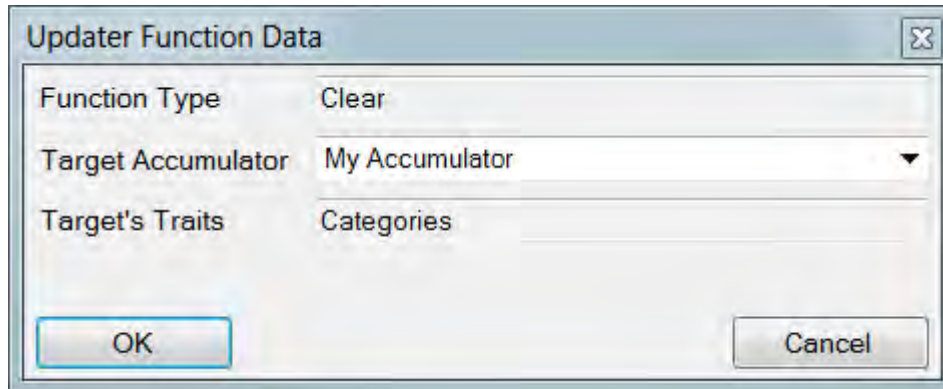 Updater Function Data
Function Type Clear
Target Accumulator My Accumulator
Target's Traits Categories
OK Cancel